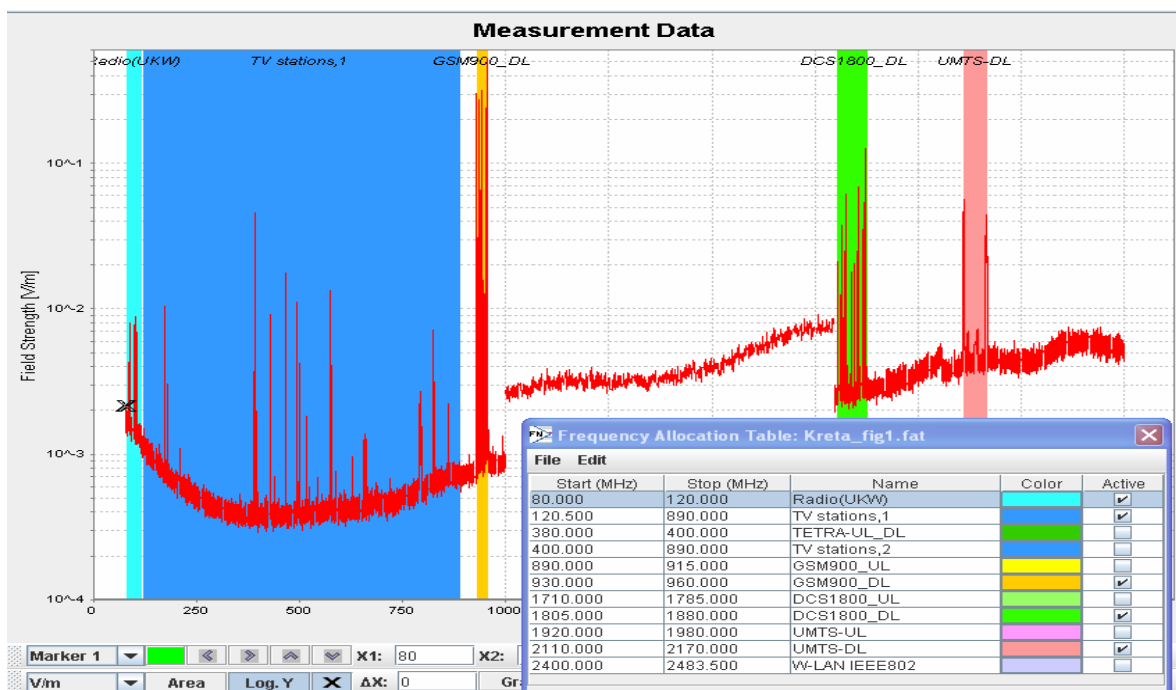 Measurement Data
Radio(UKW) TV stations,1 GSM900_DL DCS1800_DL UMTS-DL
10^-1
10^-2
10^-3
10^-4
Field Strength [V/m]
0 250 500 750 1000
Frequency Allocation Table: Kreta_fig1.fat
File Edit
Start (MHz) Stop (MHz) Name Color Active
80.000 120.000 Radio(UKW)
120.500 890.000 TV stations,1
380.000 400.000 TETRA-UL_DL
400.000 890.000 TV stations,2
890.000 915.000 GSM900_UL
930.000 960.000 GSM900_DL
1710.000 1785.000 DCS1800_UL
1805.000 1880.000 DCS1800_DL
1920.000 1980.000 UMTS-UL
2110.000 2170.000 UMTS-DL
2400.000 2483.500 W-LAN IEEE802
Marker 1 X1: 80 X2:
V/m Area Log. Y X ΔX: 0 Gr